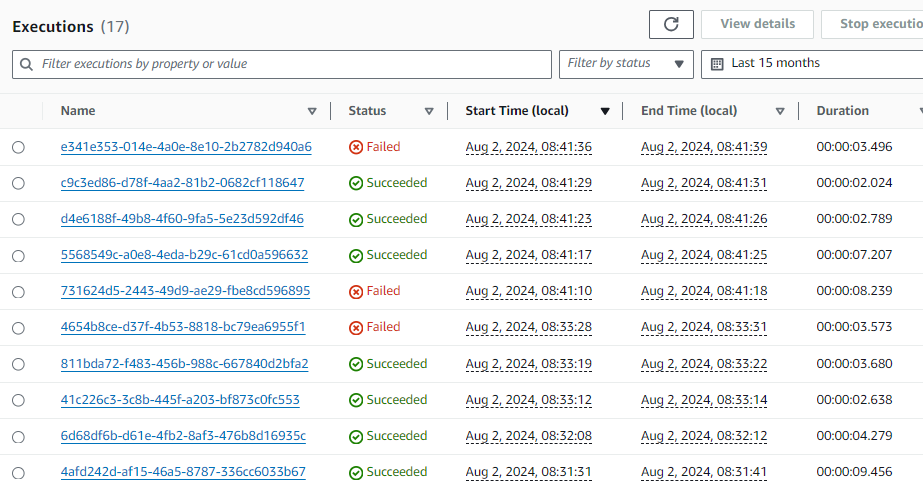 Executions (17)
View details
Stop executio
Filter executions by property or value
Filter by status
Last 15 months
Name Status Start Time (local) End Time (local) Duration
e341e353-014e-4a0e-8e10-2b2782d940a6 Failed Aug 2, 2024, 08:41:36 Aug 2, 2024, 08:41:39 00:00:03.496
c9c3ed86-d78f-4aa2-81b2-0682cf118647 Succeeded Aug 2, 2024, 08:41:29 Aug 2, 2024, 08:41:31 00:00:02.024
d4e6188f-49b8-4f60-9fa5-5e23d592df46 Succeeded Aug 2, 2024, 08:41:23 Aug 2, 2024, 08:41:26 00:00:02.789
5568549c-a0e8-4eda-b29c-61cd0a596632 Succeeded Aug 2, 2024, 08:41:17 Aug 2, 2024, 08:41:25 00:00:07.207
731624d5-2443-49d9-ae29-fbe8cd596895 Failed Aug 2, 2024, 08:41:10 Aug 2, 2024, 08:41:18 00:00:08.239
4654b8ce-d37f-4b53-8818-bc79ea6955f1 Failed Aug 2, 2024, 08:33:28 Aug 2, 2024, 08:33:31 00:00:03.573
811bda72-f483-456b-988c-667840d2bfa2 Succeeded Aug 2, 2024, 08:33:19 Aug 2, 2024, 08:33:22 00:00:03.680
41c226c3-3c8b-445f-a203-bf873c0fc553 Succeeded Aug 2, 2024, 08:33:12 Aug 2, 2024, 08:33:14 00:00:02.638
6d68df6b-d61e-4fb2-8af3-476b8d16935c Succeeded Aug 2, 2024, 08:32:08 Aug 2, 2024, 08:32:12 00:00:04.279
4afd242d-af15-46a5-8787-336cc6033b67 Succeeded Aug 2, 2024, 08:31:31 Aug 2, 2024, 08:31:41 00:00:09.456